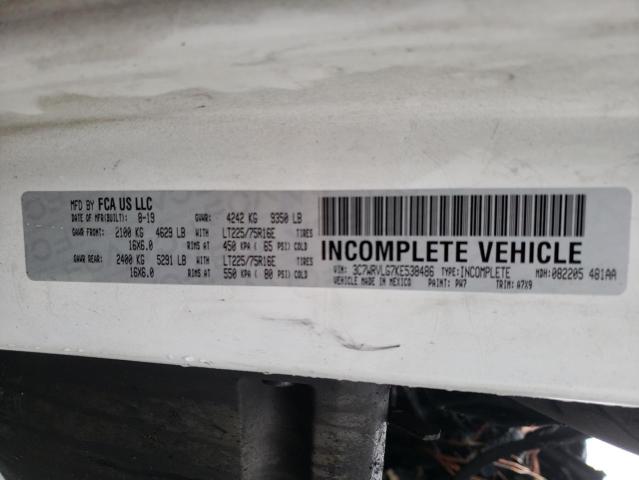 MFD BY FCA US LLC
DATE OF MFR(BUILT): 8-19 GVWR: 4242 KG 9350 LB
GAWR FRONT: 2100 KG 4629 LB WITH LT225/75R16E TIRES
16X6.0 RIMS AT 450 KPA ( 65 PSI) COLD
GAWR REAR: 2400 KG 5291 LB WITH LT225/75R16E TIRES
16X6.0 RIMS AT 550 KPA ( 80 PSI) COLD
INCOMPLETE VEHICLE
VIN: 3C7WRVLG7KE538486 TYPE: INCOMPLETE MDH: 082205 481AA
VEHICLE MADE IN MEXICO PAINT: PW7 TRIM: A7X9